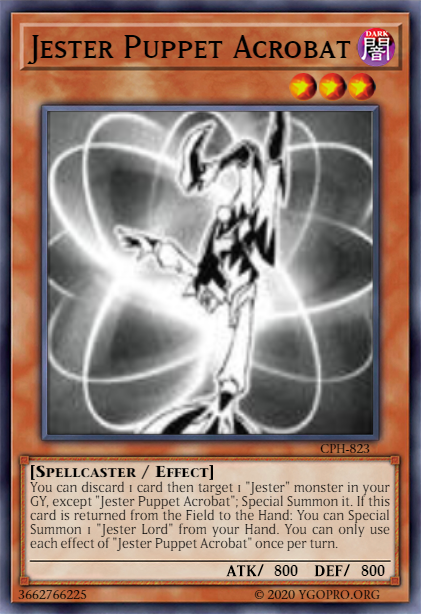 Jester Puppet Acrobat
DARK
闇
CPH-823
[Spellcaster / Effect]
You can discard 1 card then target 1 "Jester" monster in your
GY, except "Jester Puppet Acrobat"; Special Summon it. If this
card is returned from the Field to the Hand: You can Special
Summon 1 "Jester Lord" from your Hand. You can only use
each effect of "Jester Puppet Acrobat" once per turn.
ATK/ 800 DEF/ 800
3662766225 © 2020 YGOPRO.ORG